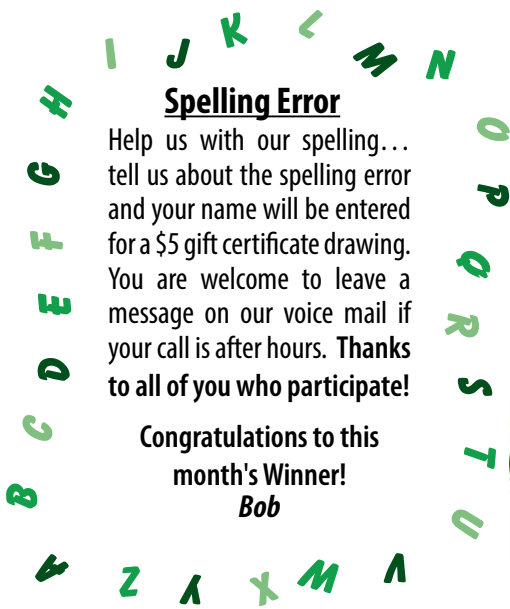 A B C D E F G H I J K L M N O P Q R S T U V W X Y Z
Spelling Error
Help us with our spelling…
tell us about the spelling error
and your name will be entered
for a $5 gift certificate drawing.
You are welcome to leave a
message on our voice mail if
your call is after hours. Thanks
to all of you who participate!
Congratulations to this
month's Winner!
Bob